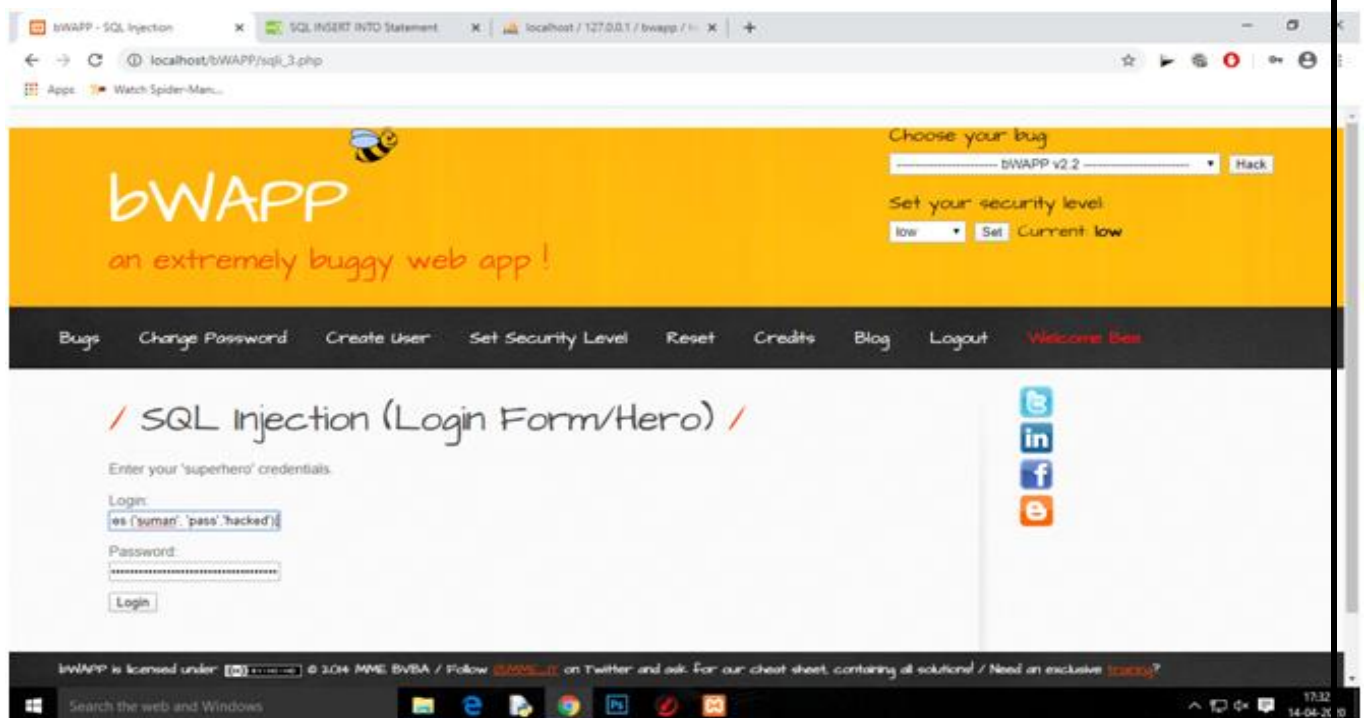 bWAPP - SQL Injection
SQL INSERT INTO Statement
localhost / 127.0.0.1 / bwapp /
localhost/bWAPP/sqli_3.php
Apps
Watch Spider-Man:...
Choose your bug
bWAPP v2.2
Hack
bWAPP
an extremely buggy web app !
Set your security level:
low
Set
Current: low
Bugs
Change Password
Create User
Set Security Level
Reset
Credits
Blog
Logout
Welcome Bee
/ SQL Injection (Login Form/Hero) /
Enter your 'superhero' credentials.
Login:
es ('suman', 'pass','hacked');
Password:
Login
bWAPP is licensed under © 2014 MME BVBA / Follow @MME_IT on Twitter and ask for our cheat sheet, containing all solutions! / Need an exclusive training?
Search the web and Windows
17:32
14-04-2020